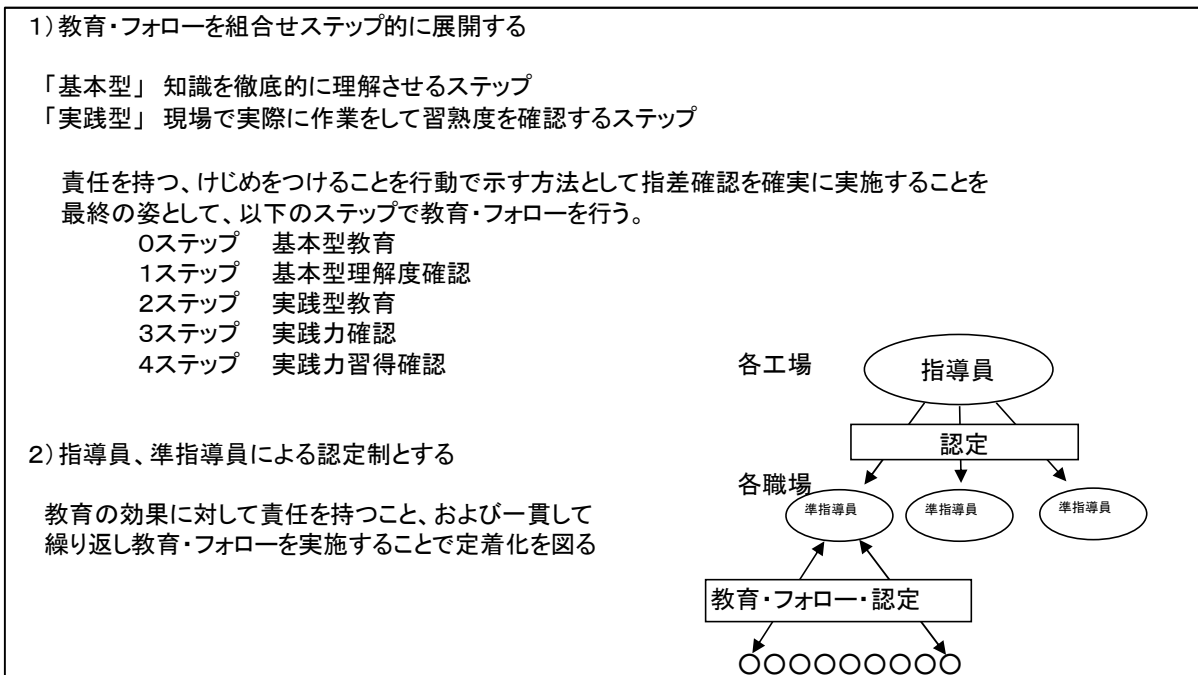 1)教育・フォローを組合せステップ的に展開する
「基本型」 知識を徹底的に理解させるステップ
「実践型」 現場で実際に作業をして習熟度を確認するステップ
責任を持つ、けじめをつけることを行動で示す方法として指差確認を確実に実施することを
最終の姿として、以下のステップで教育・フォローを行う。
0ステップ 基本型教育
1ステップ 基本型理解度確認
2ステップ 実践型教育
3ステップ 実践力確認
4ステップ 実践力習得確認
2)指導員、準指導員による認定制とする
教育の効果に対して責任を持つこと、および一貫して
繰り返し教育・フォローを実施することで定着化を図る
各工場
指導員
認定
各職場
準指導員
準指導員
準指導員
教育・フォロー・認定